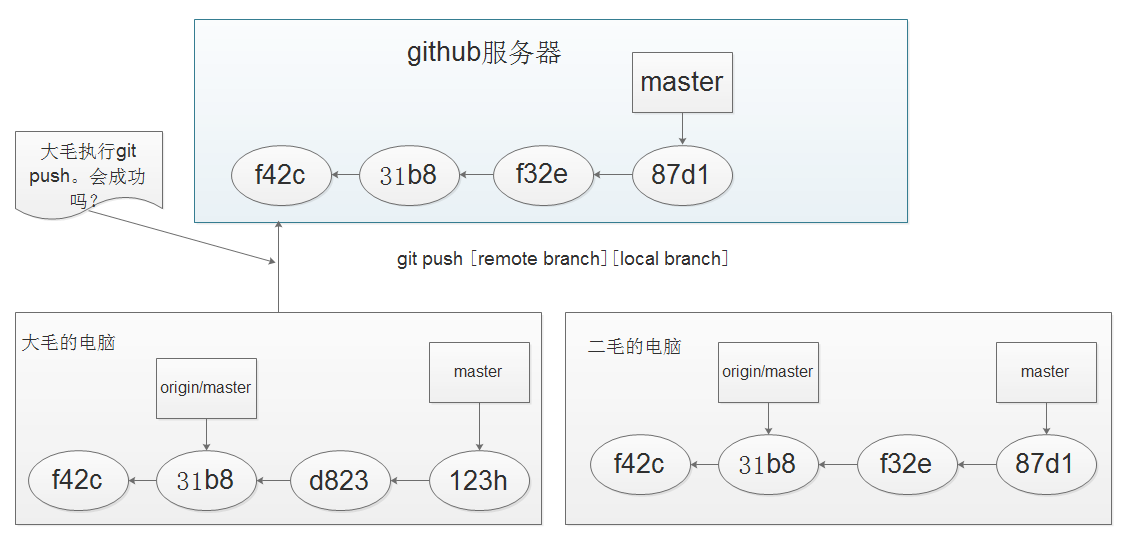 github服务器
master
f42c
31b8
f32e
87d1
大毛执行git
push。会成功
吗?
git push [remote branch][local branch]
大毛的电脑
origin/master
master
f42c
31b8
d823
123h
二毛的电脑
origin/master
master
f42c
31b8
f32e
87d1